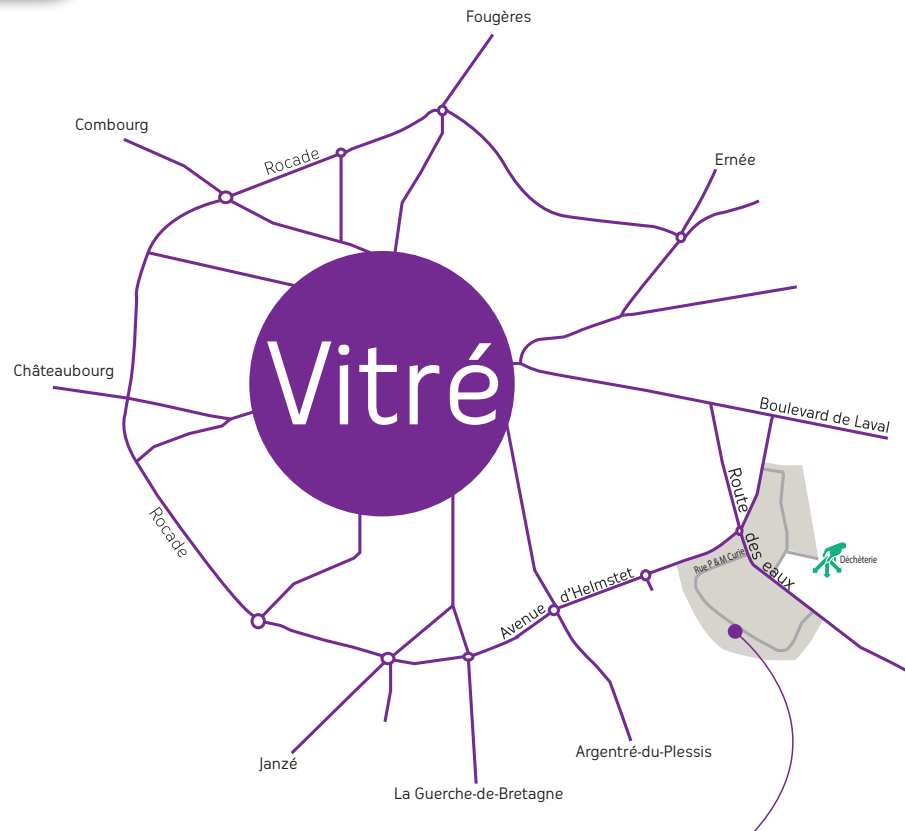 Fougères
Combourg
Rocade
Ernée
Vitré
Châteaubourg
Boulevard de Laval
Route des eaux
Rocade
Déchèterie
Rue P & M Curie
Avenue d'Helmstet
Argentré-du-Plessis
Janzé
La Guerche-de-Bretagne